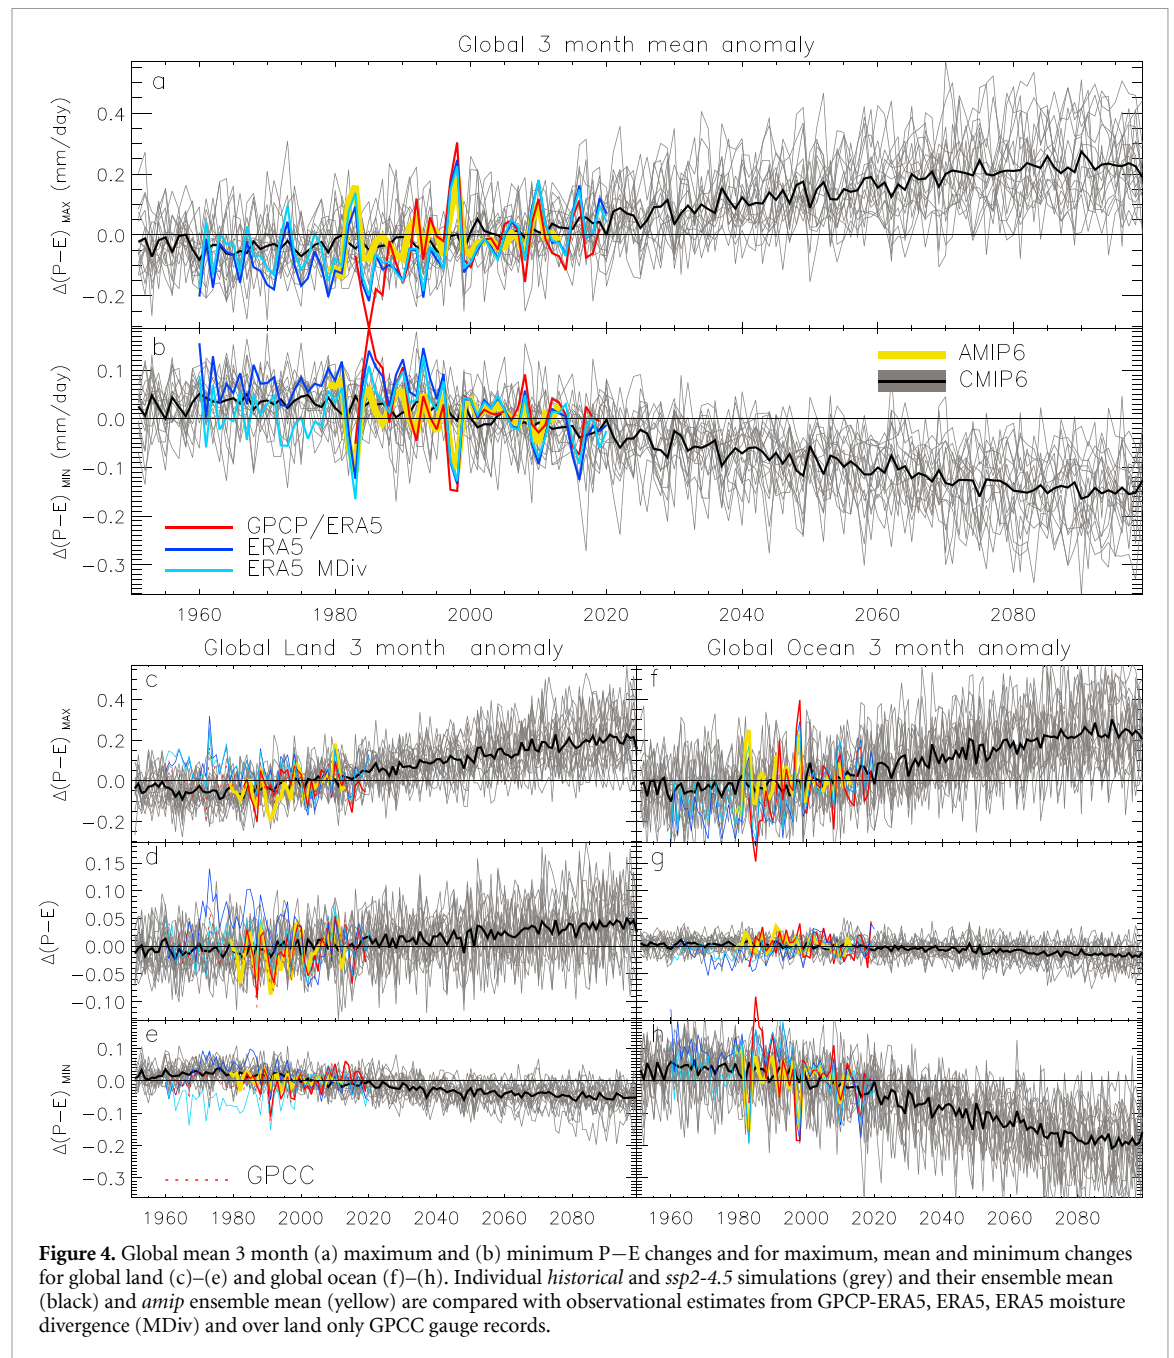 Global 3 month mean anomaly
a
Δ(P−E) MAX (mm/day)
0.4
0.2
0.0
−0.2
b
Δ(P−E) MIN (mm/day)
0.1
0.0
−0.1
−0.2
−0.3
AMIP6
CMIP6
GPCP/ERA5
ERA5
ERA5 MDiv
1960 1980 2000 2020 2040 2060 2080
Global Land 3 month anomaly
Global Ocean 3 month anomaly
c
Δ(P−E) MAX
0.4
0.2
0.0
−0.2
f
d
Δ(P−E)
0.15
0.10
0.05
0.00
−0.05
−0.10
g
e
Δ(P−E) MIN
0.1
0.0
−0.1
−0.2
−0.3
GPCC
h
1960 1980 2000 2020 2040 2060 2080
1960 1980 2000 2020 2040 2060 2080
Figure 4. Global mean 3 month (a) maximum and (b) minimum P−E changes and for maximum, mean and minimum changes
for global land (c)–(e) and global ocean (f)–(h). Individual historical and ssp2-4.5 simulations (grey) and their ensemble mean
(black) and amip ensemble mean (yellow) are compared with observational estimates from GPCP-ERA5, ERA5, ERA5 moisture
divergence (MDiv) and over land only GPCC gauge records.